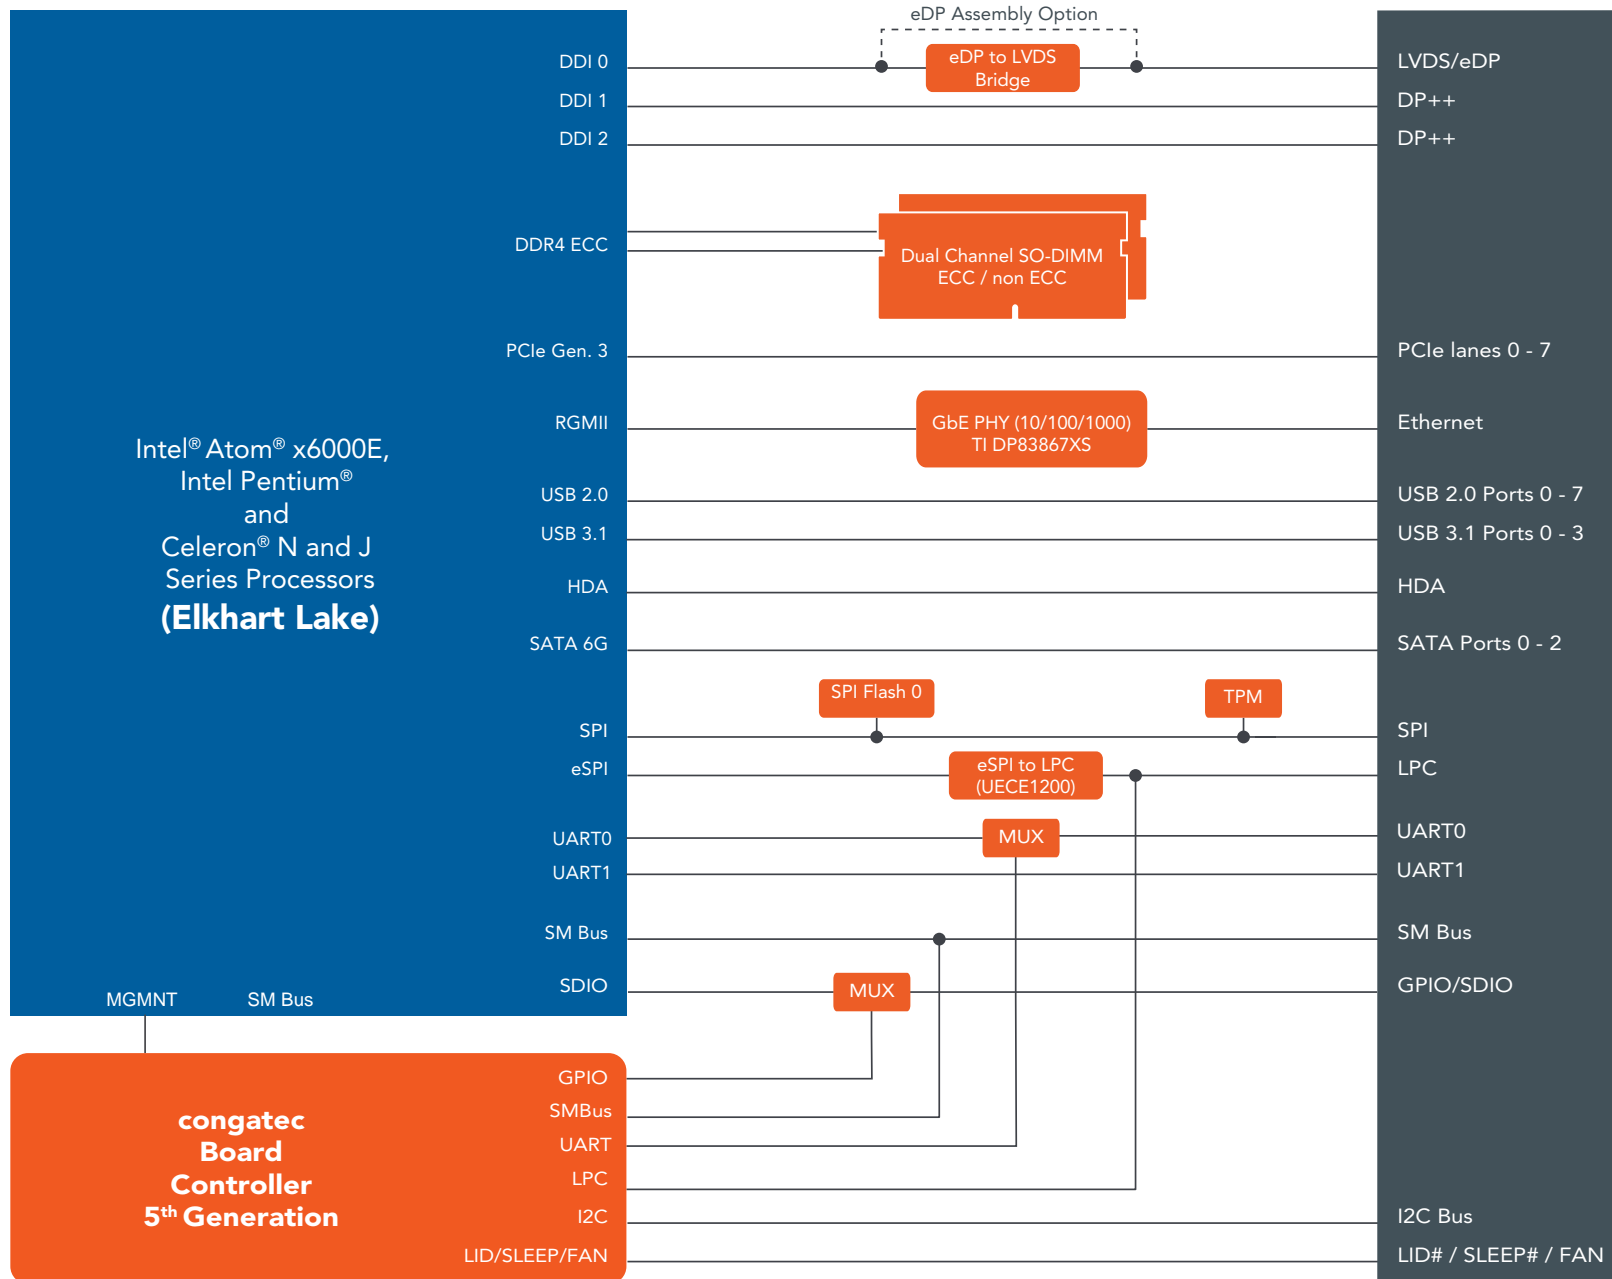 eDP Assembly Option
DDI 0
eDP to LVDS
Bridge
LVDS/eDP
DDI 1
DP++
DDI 2
DP++
DDR4 ECC
Dual Channel SO-DIMM
ECC / non ECC
PCIe Gen. 3
PCIe lanes 0 - 7
RGMII
GbE PHY (10/100/1000)
TI DP83867XS
Ethernet
Intel® Atom® x6000E,
Intel Pentium®
and
Celeron® N and J
Series Processors
(Elkhart Lake)
USB 2.0
USB 2.0 Ports 0 - 7
USB 3.1
USB 3.1 Ports 0 - 3
HDA
HDA
SATA 6G
SATA Ports 0 - 2
SPI Flash 0
TPM
SPI
SPI
eSPI
eSPI to LPC
(UECE1200)
LPC
UART0
MUX
UART0
UART1
UART1
SM Bus
SM Bus
SDIO
MUX
GPIO/SDIO
MGMNT
SM Bus
congatec
Board
Controller
5th Generation
GPIO
SMBus
UART
LPC
I2C
I2C Bus
LID/SLEEP/FAN
LID# / SLEEP# / FAN